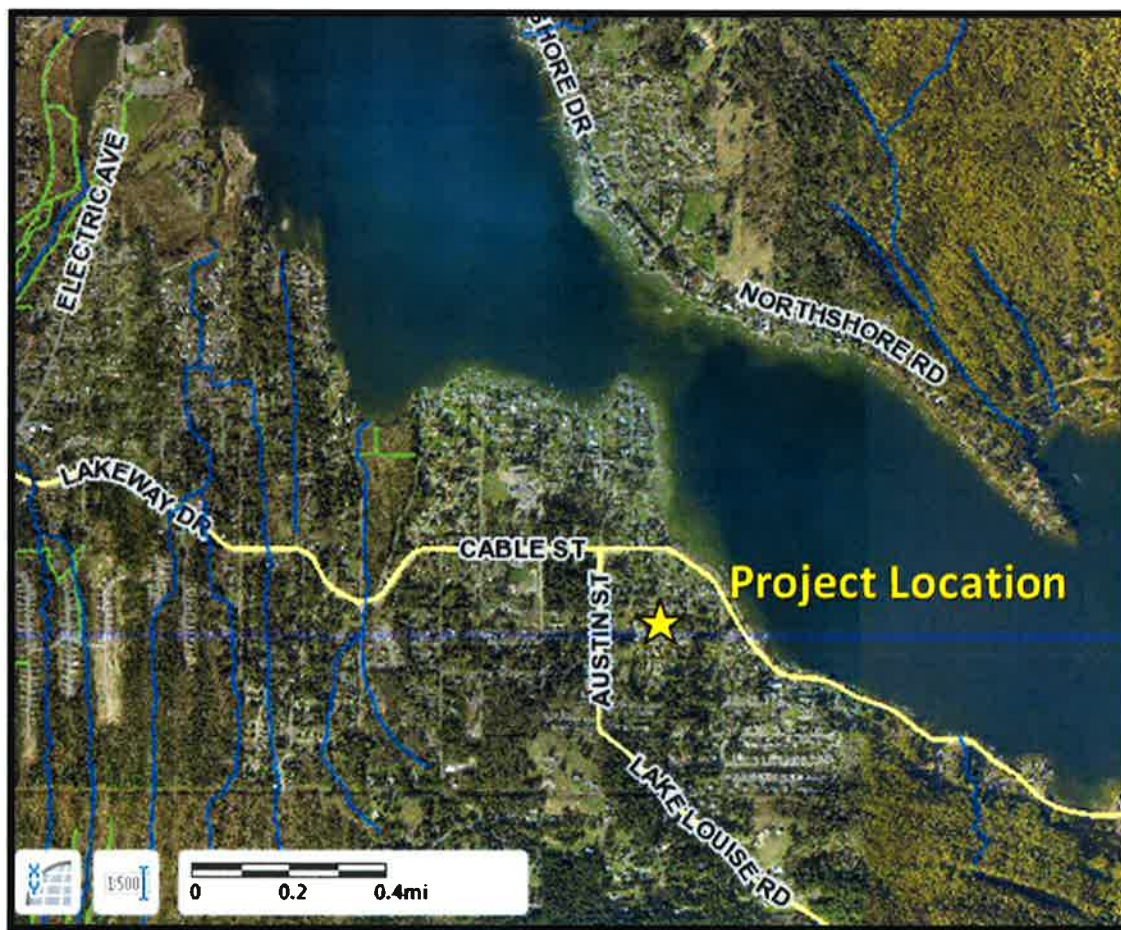 SHORE DR
ELECTRIC AVE
NORTHSHORE RD
LAKEWAY DR
CABLE ST
Project Location
AUSTIN ST
LAKE LOUISE RD
X,Y
1:500
0 0.2 0.4mi